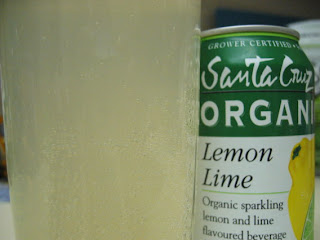 GROWER CERTIFIED
Santa Cruz
ORGANI
Lemon
Lime
Organic sparkling
lemon and lime
flavoured beverage